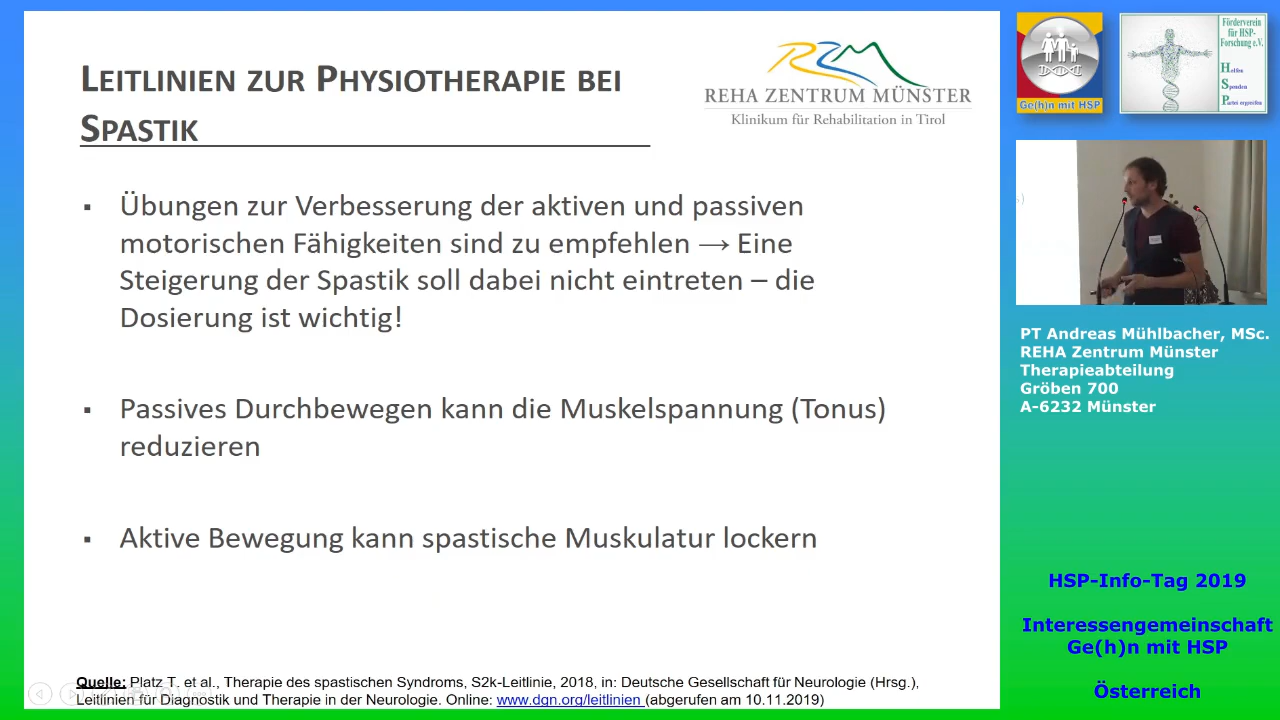 LEITLINIEN ZUR PHYSIOTHERAPIE BEI
SPASTIK
REHA ZENTRUM MÜNSTER
Klinikum für Rehabilitation in Tirol
▪ Übungen zur Verbesserung der aktiven und passiven
motorischen Fähigkeiten sind zu empfehlen → Eine
Steigerung der Spastik soll dabei nicht eintreten – die
Dosierung ist wichtig!
▪ Passives Durchbewegen kann die Muskelspannung (Tonus)
reduzieren
▪ Aktive Bewegung kann spastische Muskulatur lockern
Quelle: Platz T. et al., Therapie des spastischen Syndroms, S2k-Leitlinie, 2018, in: Deutsche Gesellschaft für Neurologie (Hrsg.),
Leitlinien für Diagnostik und Therapie in der Neurologie. Online: www.dgn.org/leitlinien (abgerufen am 10.11.2019)
Ge(h)n mit HSP
Förderverein
für HSP-
Forschung e.V.
Helfen
Spenden
Partei ergreifen
PT Andreas Mühlbacher, MSc.
REHA Zentrum Münster
Therapieabteilung
Gröben 700
A-6232 Münster
HSP-Info-Tag 2019
Interessengemeinschaft
Ge(h)n mit HSP
Österreich